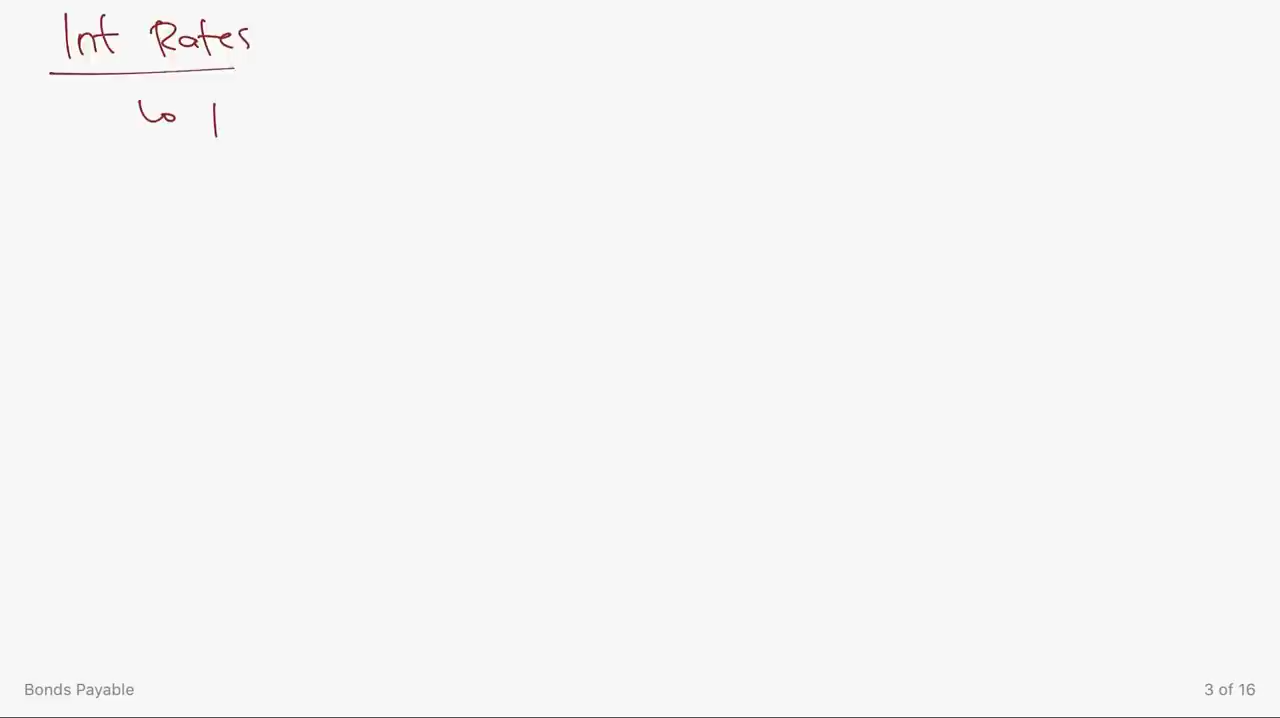 Int Rates
Bonds Payable
3 of 16